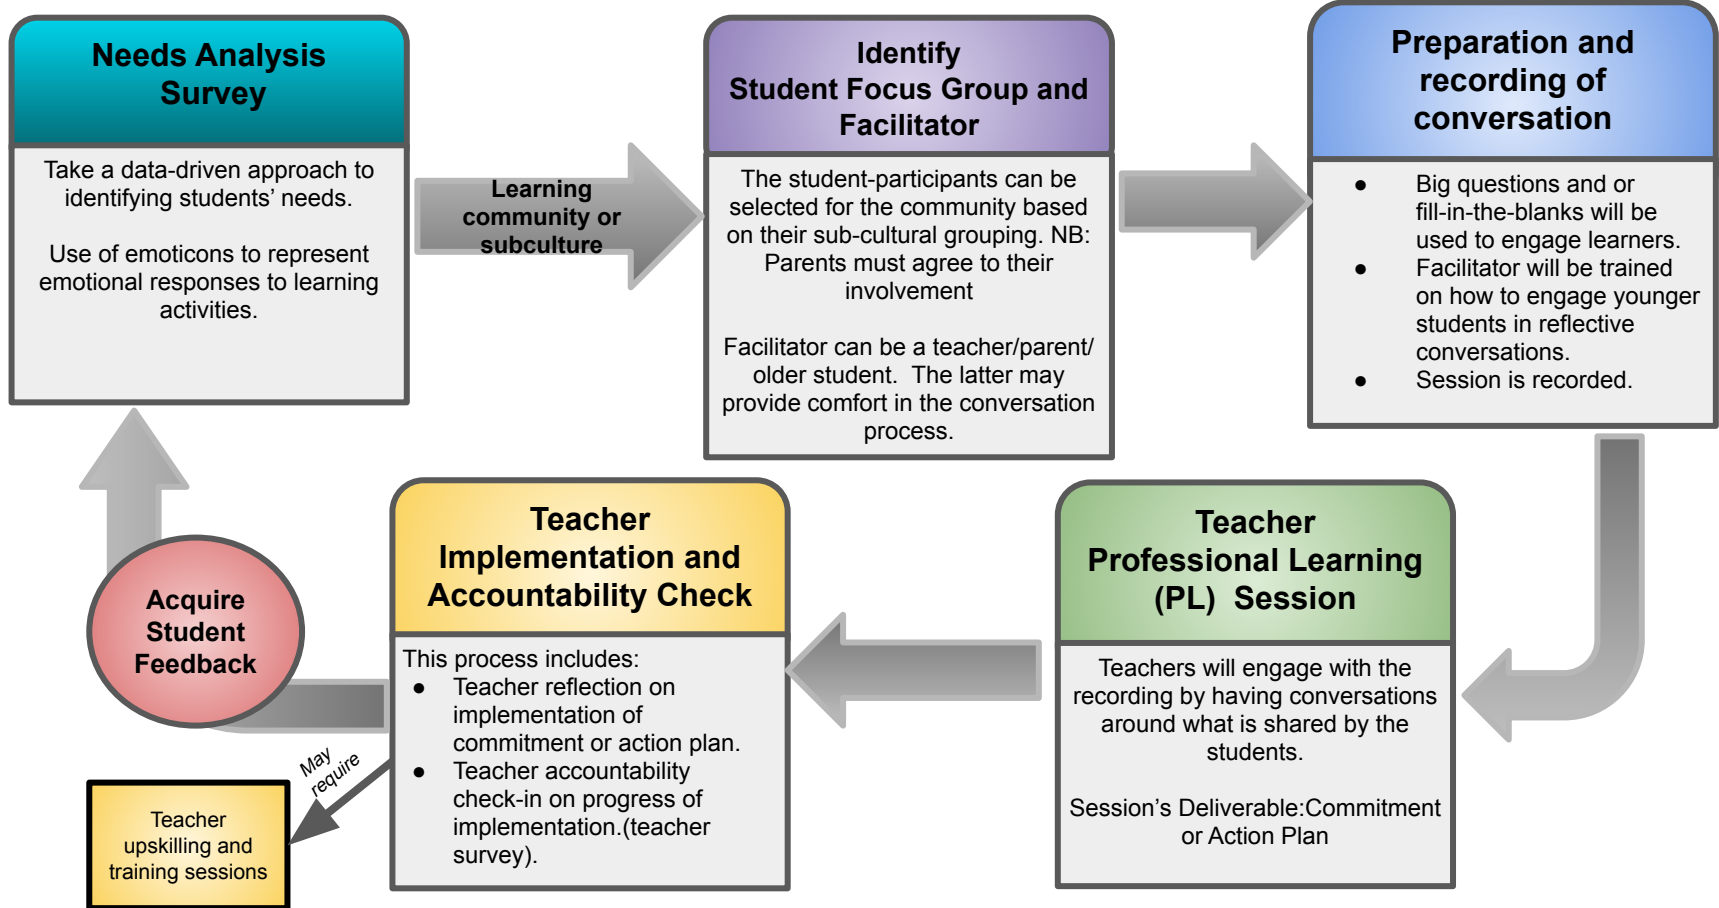 Needs Analysis
Survey
Take a data-driven approach to
identifying students’ needs.
Use of emoticons to represent
emotional responses to learning
activities.
Learning
community or
subculture
Identify
Student Focus Group and
Facilitator
The student-participants can be
selected for the community based
on their sub-cultural grouping. NB:
Parents must agree to their
involvement
Facilitator can be a teacher/parent/
older student.  The latter may
provide comfort in the conversation
process.
Preparation and
recording of
conversation
● Big questions and or
fill-in-the-blanks will be
used to engage learners.
● Facilitator will be trained
on how to engage younger
students in reflective
conversations.
● Session is recorded.
Teacher
Professional Learning
(PL)  Session
Teachers will engage with the
recording by having conversations
around what is shared by the
students.
Session’s Deliverable:Commitment
or Action Plan
Teacher
Implementation and
Accountability Check
This process includes:
● Teacher reflection on
implementation of
commitment or action plan.
● Teacher accountability
check-in on progress of
implementation.(teacher
survey).
Acquire
Student
Feedback
May
require
Teacher
upskilling and
training sessions